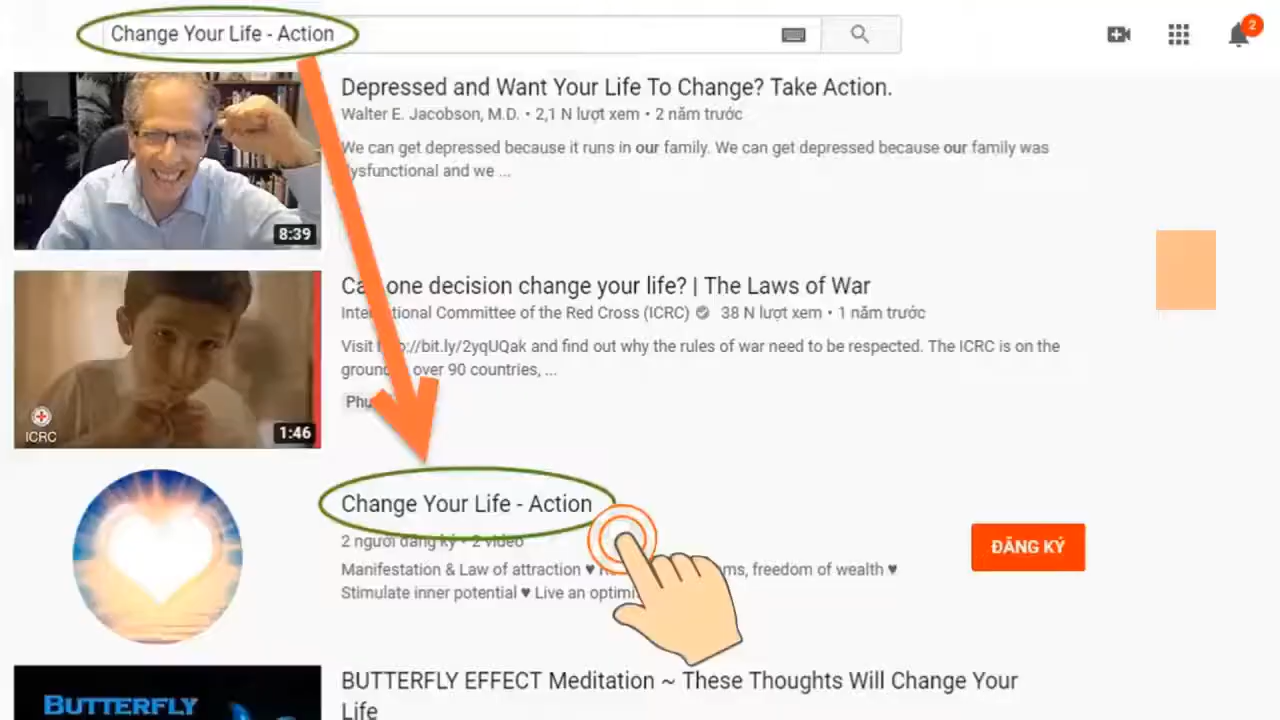 Change Your Life - Action
2
Depressed and Want Your Life To Change? Take Action.
Walter E. Jacobson, M.D. • 2,1 N lượt xem • 2 năm trước
We can get depressed because it runs in our family. We can get depressed because our family was
dysfunctional and we ...
8:39
Can one decision change your life? | The Laws of War
International Committee of the Red Cross (ICRC) 38 N lượt xem • 1 năm trước
Visit http://bit.ly/2yqUQak and find out why the rules of war need to be respected. The ICRC is on the
ground over 90 countries, ...
ICRC
1:46
Change Your Life - Action
2 người đăng ký • 2 video
Manifestation & Law of attraction ♥ freedom of wealth ♥
Stimulate inner potential ♥ Live an
ĐĂNG KÝ
BUTTERFLY EFFECT Meditation ~ These Thoughts Will Change Your
Life
BUTTERFLY